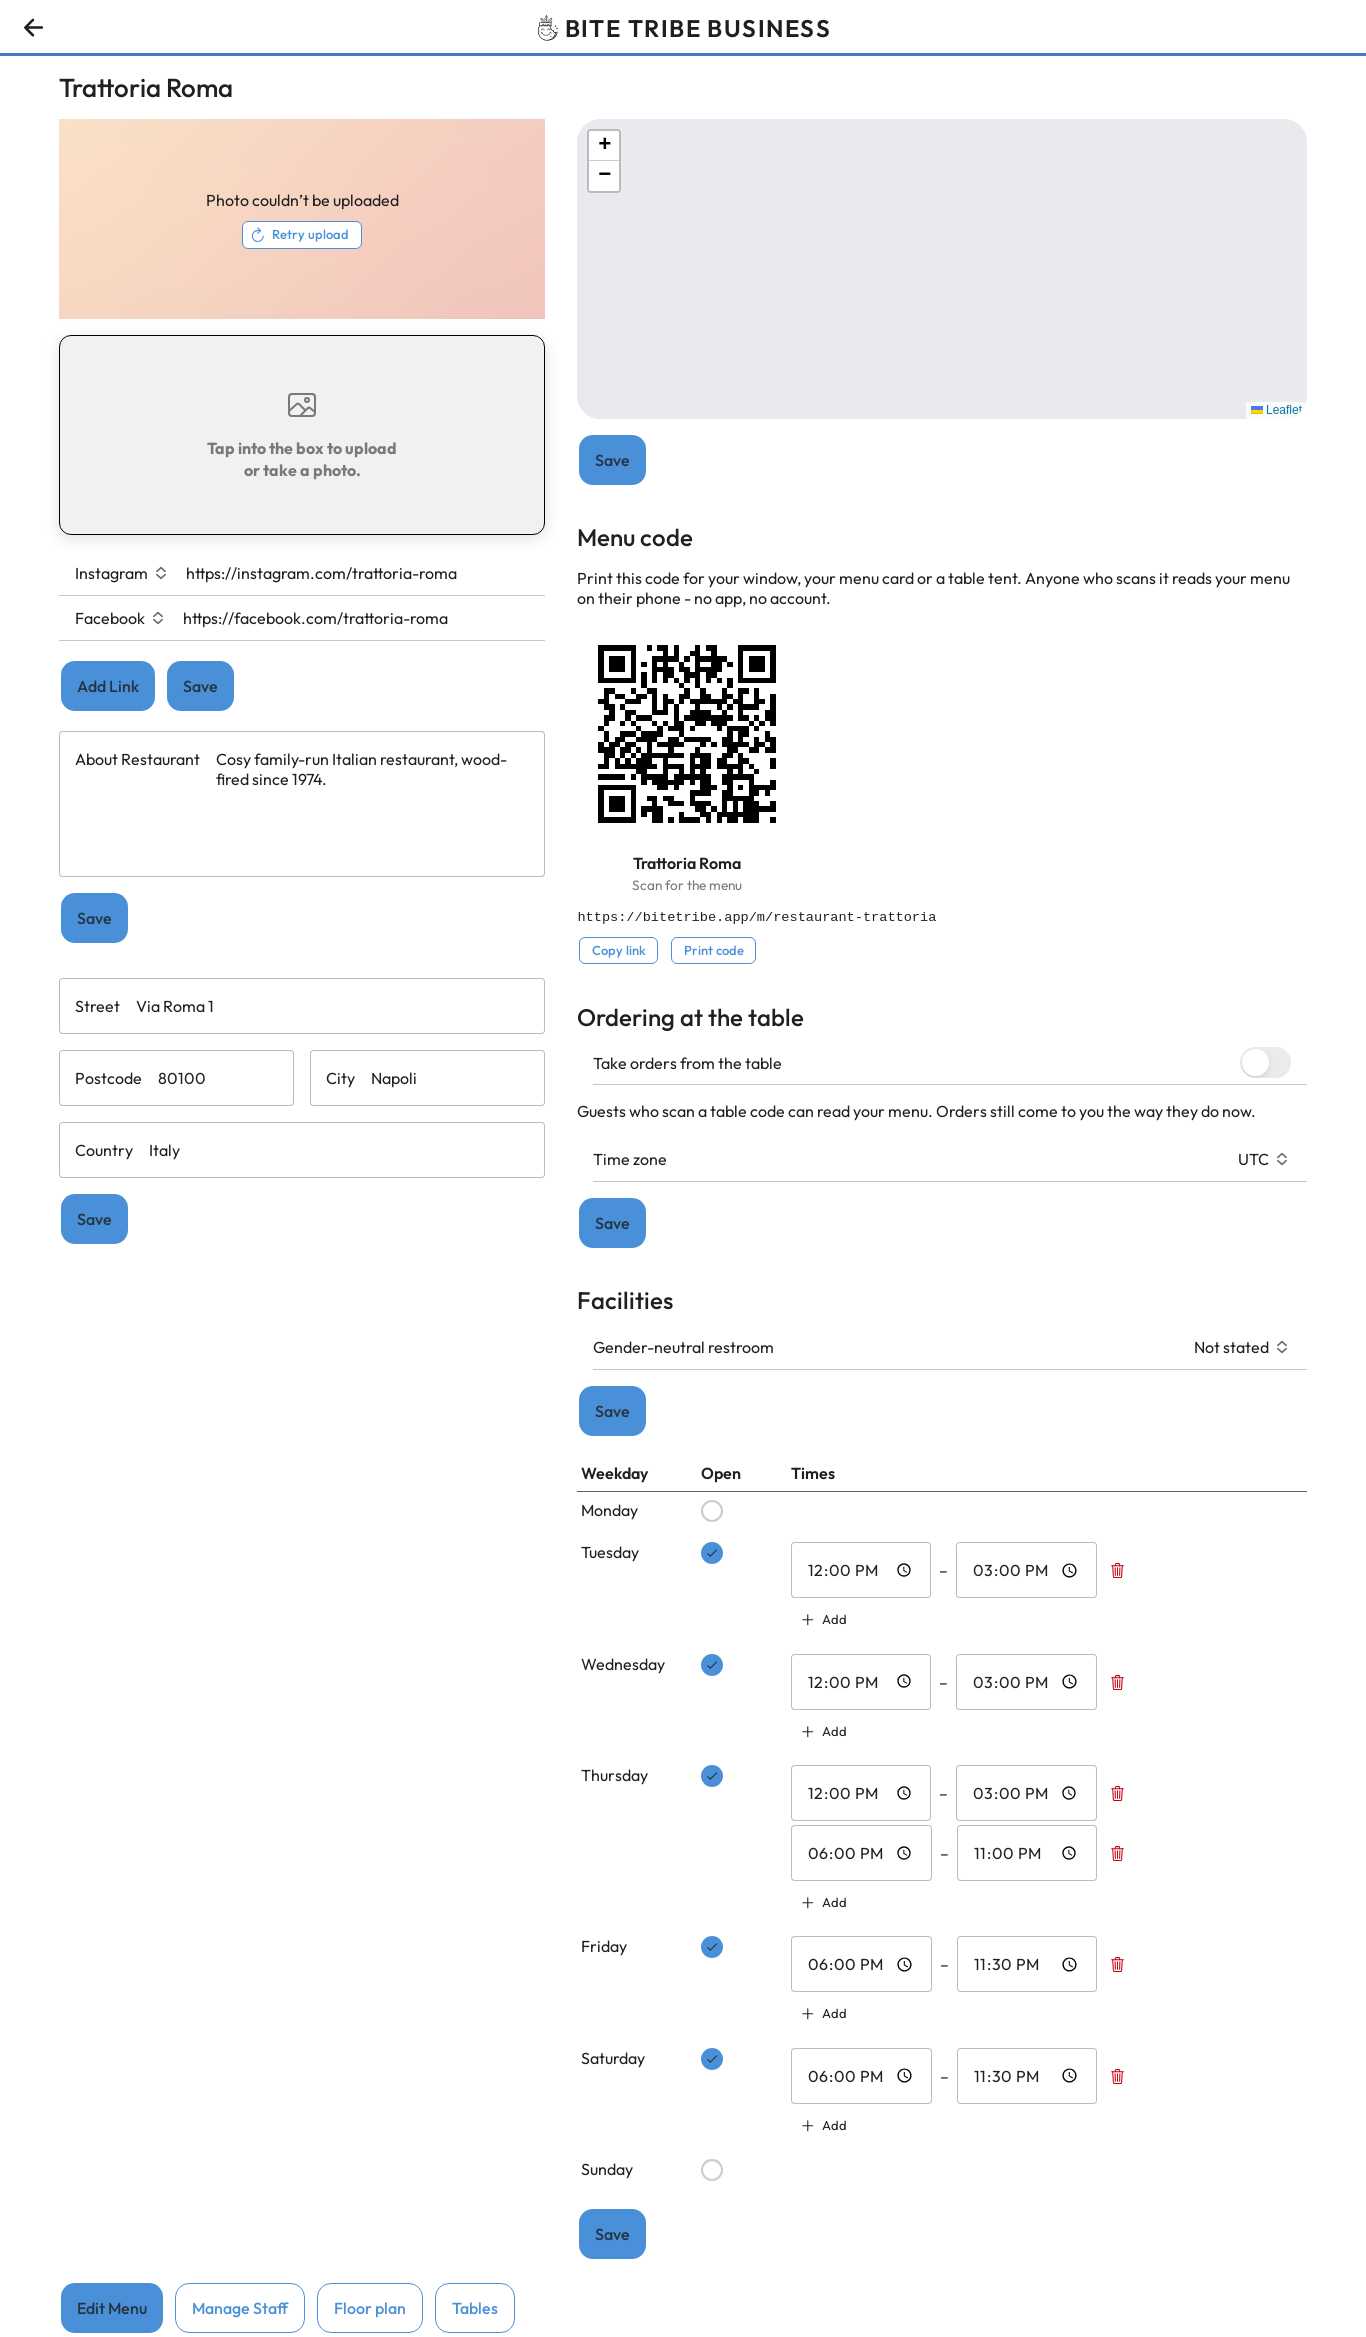 BITE TRIBE BUSINESS
Trattoria Roma
Photo couldn’t be uploaded
Retry upload
Tap into the box to upload
or take a photo.
Instagram https://instagram.com/trattoria-roma
Facebook https://facebook.com/trattoria-roma
Add Link Save
About Restaurant Cosy family-run Italian restaurant, wood-
fired since 1974.
Save
Street Via Roma 1
Postcode 80100 City Napoli
Country Italy
Save
+
−
Leaflet
Save
Menu code
Print this code for your window, your menu card or a table tent. Anyone who scans it reads your menu
on their phone - no app, no account.
Trattoria Roma
Scan for the menu
https://bitetribe.app/m/restaurant-trattoria
Copy link Print code
Ordering at the table
Take orders from the table
Guests who scan a table code can read your menu. Orders still come to you the way they do now.
Time zone UTC
Save
Facilities
Gender-neutral restroom Not stated
Save
Weekday Open Times
Monday
Tuesday 12:00 PM – 03:00 PM
+ Add
Wednesday 12:00 PM – 03:00 PM
+ Add
Thursday 12:00 PM – 03:00 PM
06:00 PM – 11:00 PM
+ Add
Friday 06:00 PM – 11:30 PM
+ Add
Saturday 06:00 PM – 11:30 PM
+ Add
Sunday
Save
Edit Menu Manage Staff Floor plan Tables